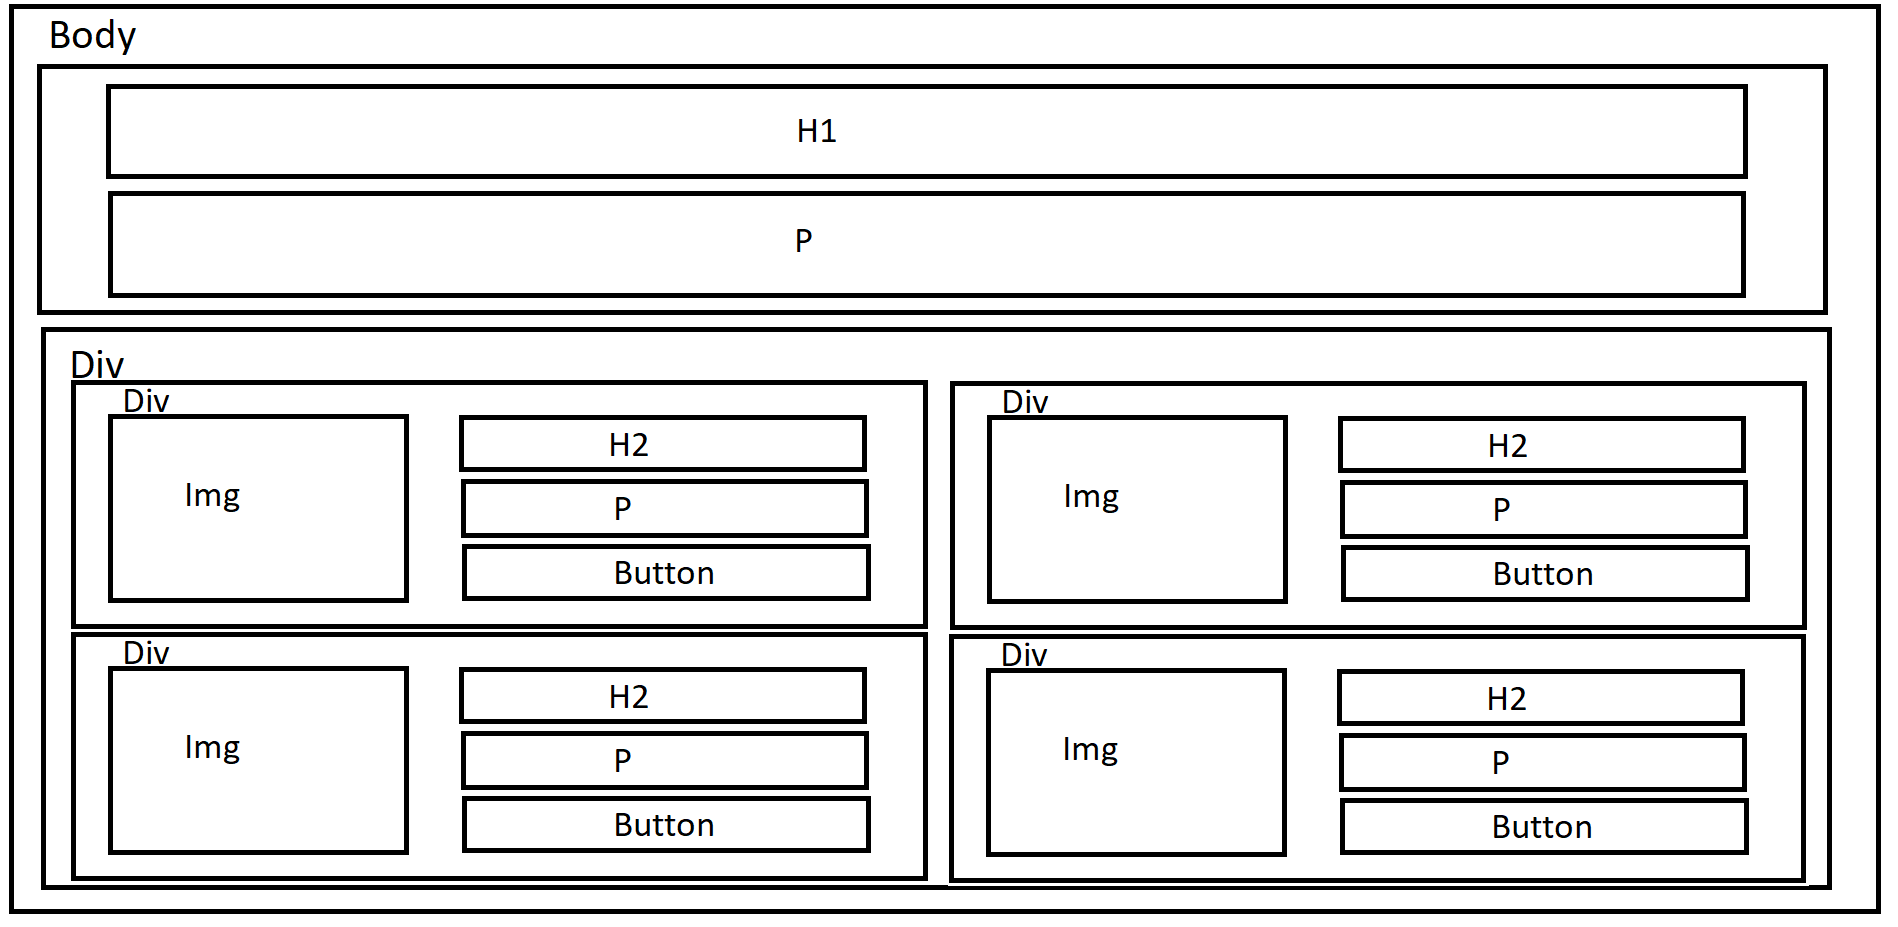 Body
H1
P
Div
Div
Img
H2
P
Button
Div
Img
H2
P
Button
Div
Img
H2
P
Button
Div
Img
H2
P
Button